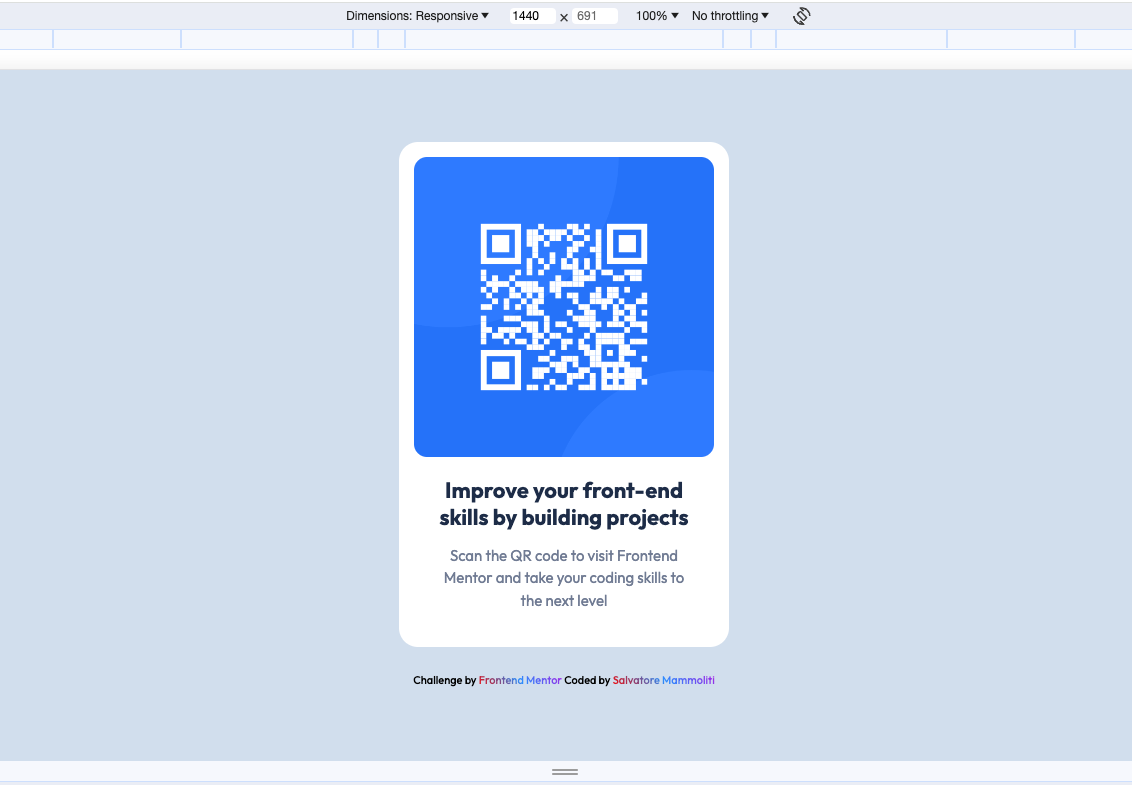 Dimensions: Responsive 1440 × 691 100% No throttling
Improve your front-end
skills by building projects
Scan the QR code to visit Frontend
Mentor and take your coding skills to
the next level
Challenge by Frontend Mentor Coded by Salvatore Mammoliti